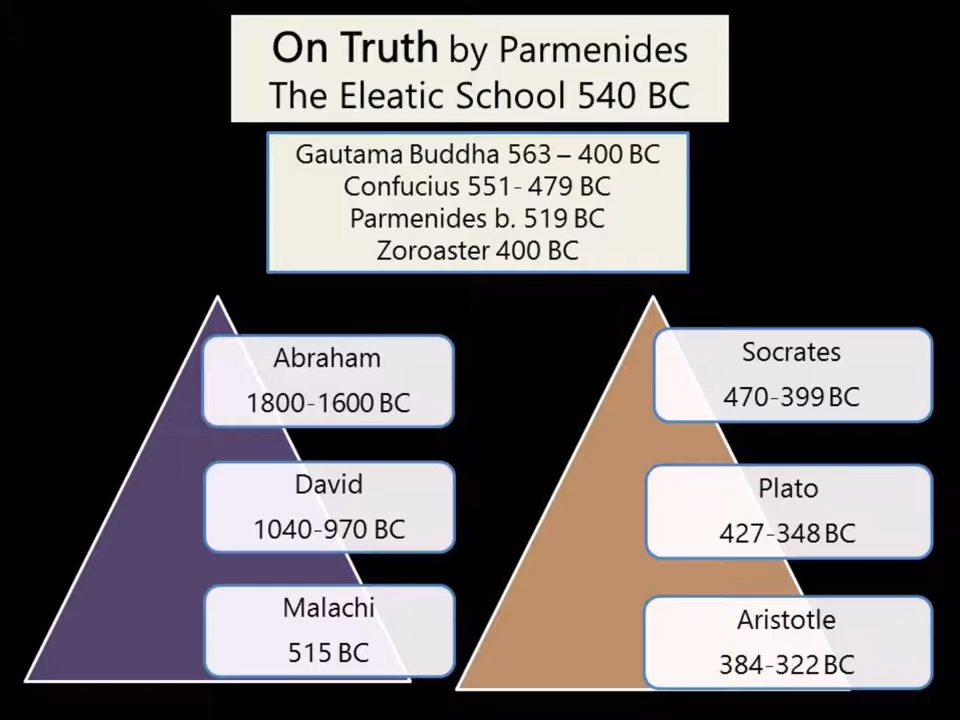 On Truth by Parmenides
The Eleatic School 540 BC
Gautama Buddha 563 – 400 BC
Confucius 551- 479 BC
Parmenides b. 519 BC
Zoroaster 400 BC
Abraham
1800-1600 BC
David
1040-970 BC
Malachi
515 BC
Socrates
470-399 BC
Plato
427-348 BC
Aristotle
384-322 BC